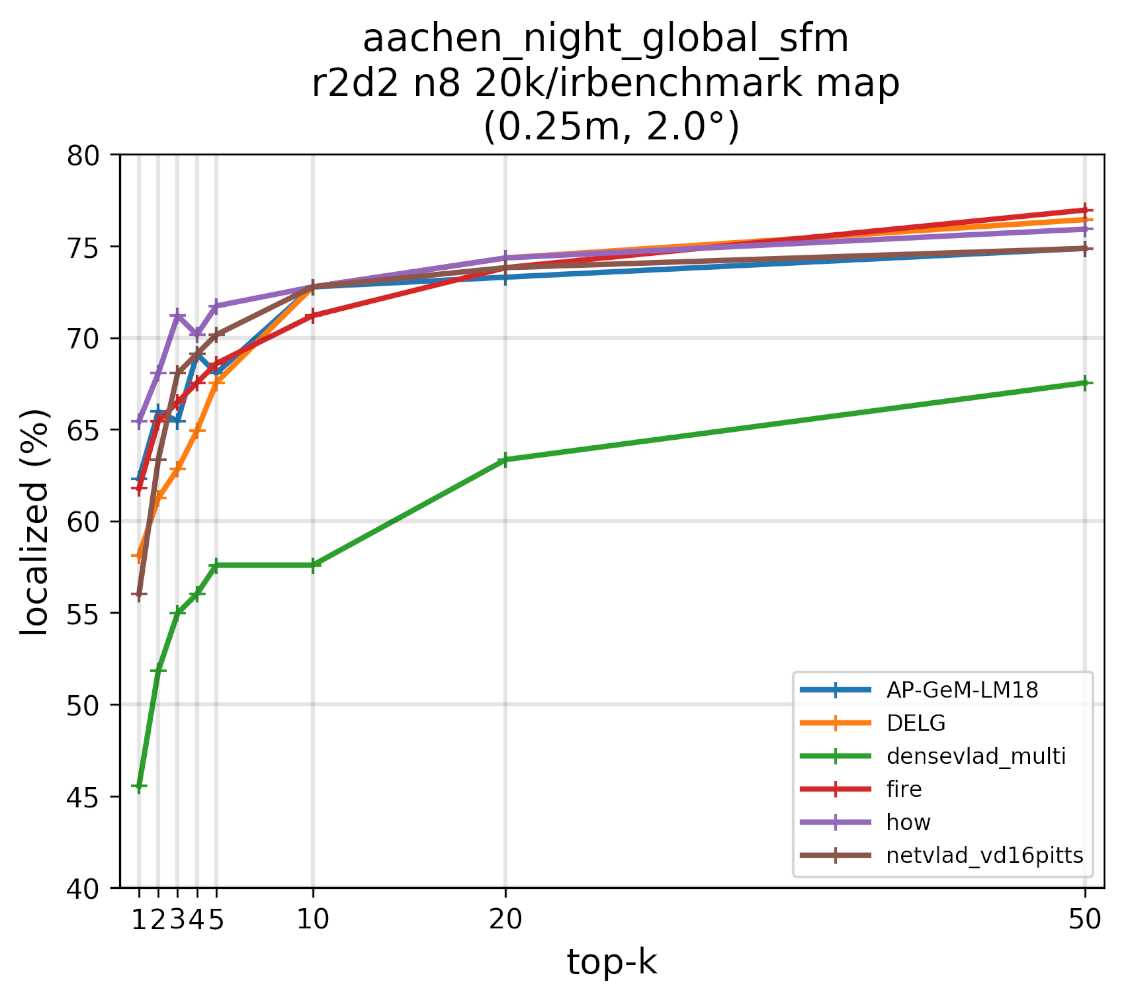 aachen_night_global_sfm
r2d2 n8 20k/irbenchmark map
(0.25m, 2.0°)
80
75
70
65
60
55
50
45
40
localized (%)
1 2 3 4 5 10 20 50
top-k
AP-GeM-LM18
DELG
densevlad_multi
fire
how
netvlad_vd16pitts